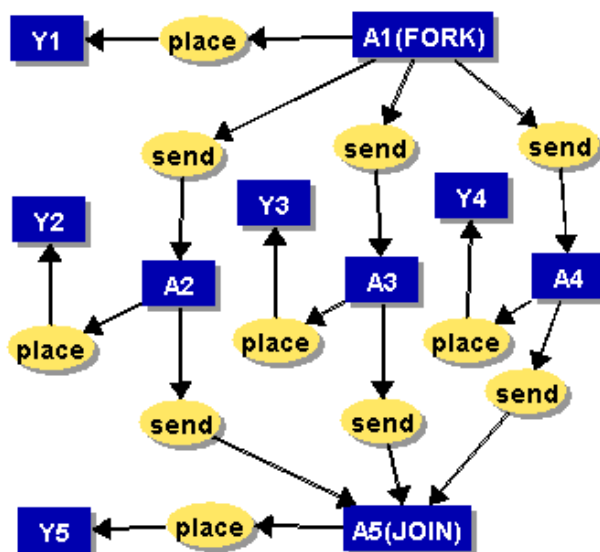 Y1 place A1(FORK)
send send send
Y2 Y3 Y4
A2 A3 A4
place place place
send send send
Y5 place A5(JOIN)